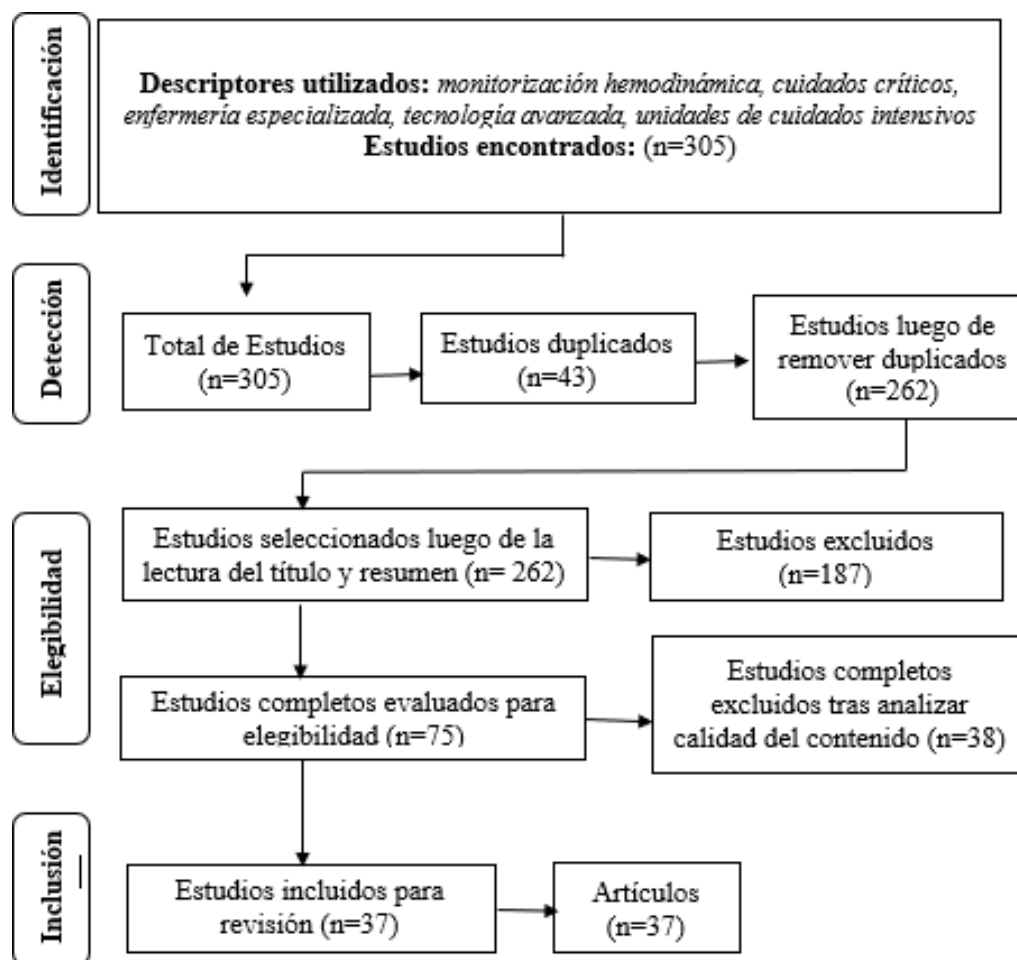 Identificación
Descriptores utilizados: monitorización hemodinámica, cuidados críticos,
enfermería especializada, tecnología avanzada, unidades de cuidados intensivos
Estudios encontrados: (n=305)
Detección
Total de Estudios
(n=305)
Estudios duplicados
(n=43)
Estudios luego de
remover duplicados
(n=262)
Elegibilidad
Estudios seleccionados luego de la
lectura del título y resumen (n= 262)
Estudios excluidos
(n=187)
Estudios completos evaluados para
elegibilidad (n=75)
Estudios completos
excluidos tras analizar
calidad del contenido (n=38)
Inclusión
Estudios incluidos para
revisión (n=37)
Artículos
(n=37)